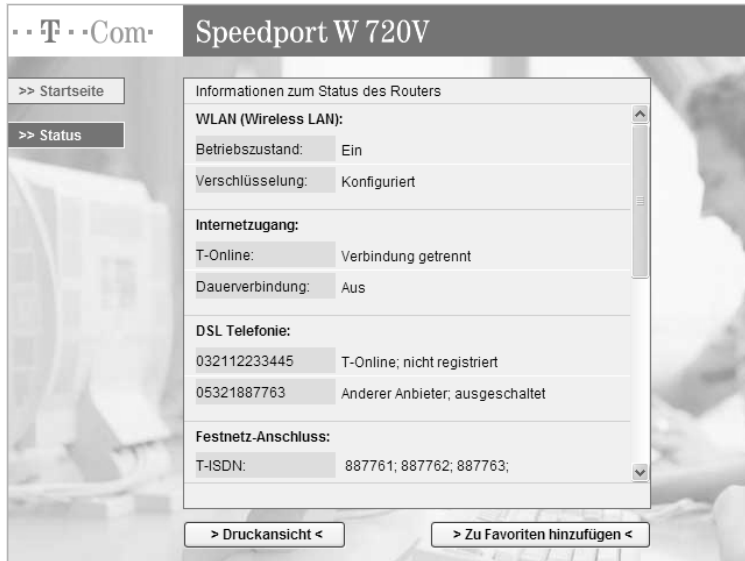 ·· T ··Com·
Speedport W 720V
>> Startseite
>> Status
Informationen zum Status des Routers
WLAN (Wireless LAN):
Betriebszustand: Ein
Verschlüsselung: Konfiguriert
Internetzugang:
T-Online: Verbindung getrennt
Dauerverbindung: Aus
DSL Telefonie:
032112233445 T-Online; nicht registriert
05321887763 Anderer Anbieter; ausgeschaltet
Festnetz-Anschluss:
T-ISDN: 887761; 887762; 887763;
> Druckansicht <
> Zu Favoriten hinzufügen <